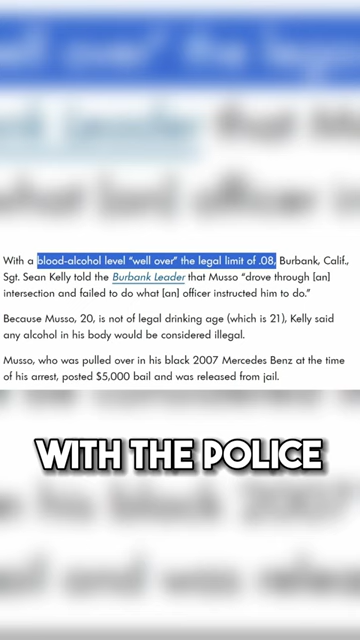 With a blood-alcohol level “well over” the legal limit of .08, Burbank, Calif.,
Sgt. Sean Kelly told the Burbank Leader that Musso “drove through [an]
intersection and failed to do what [an] officer instructed him to do.”
Because Musso, 20, is not of legal drinking age (which is 21), Kelly said
any alcohol in his body would be considered illegal.
Musso, who was pulled over in his black 2007 Mercedes Benz at the time
of his arrest, posted $5,000 bail and was released from jail.
WITH THE POLICE